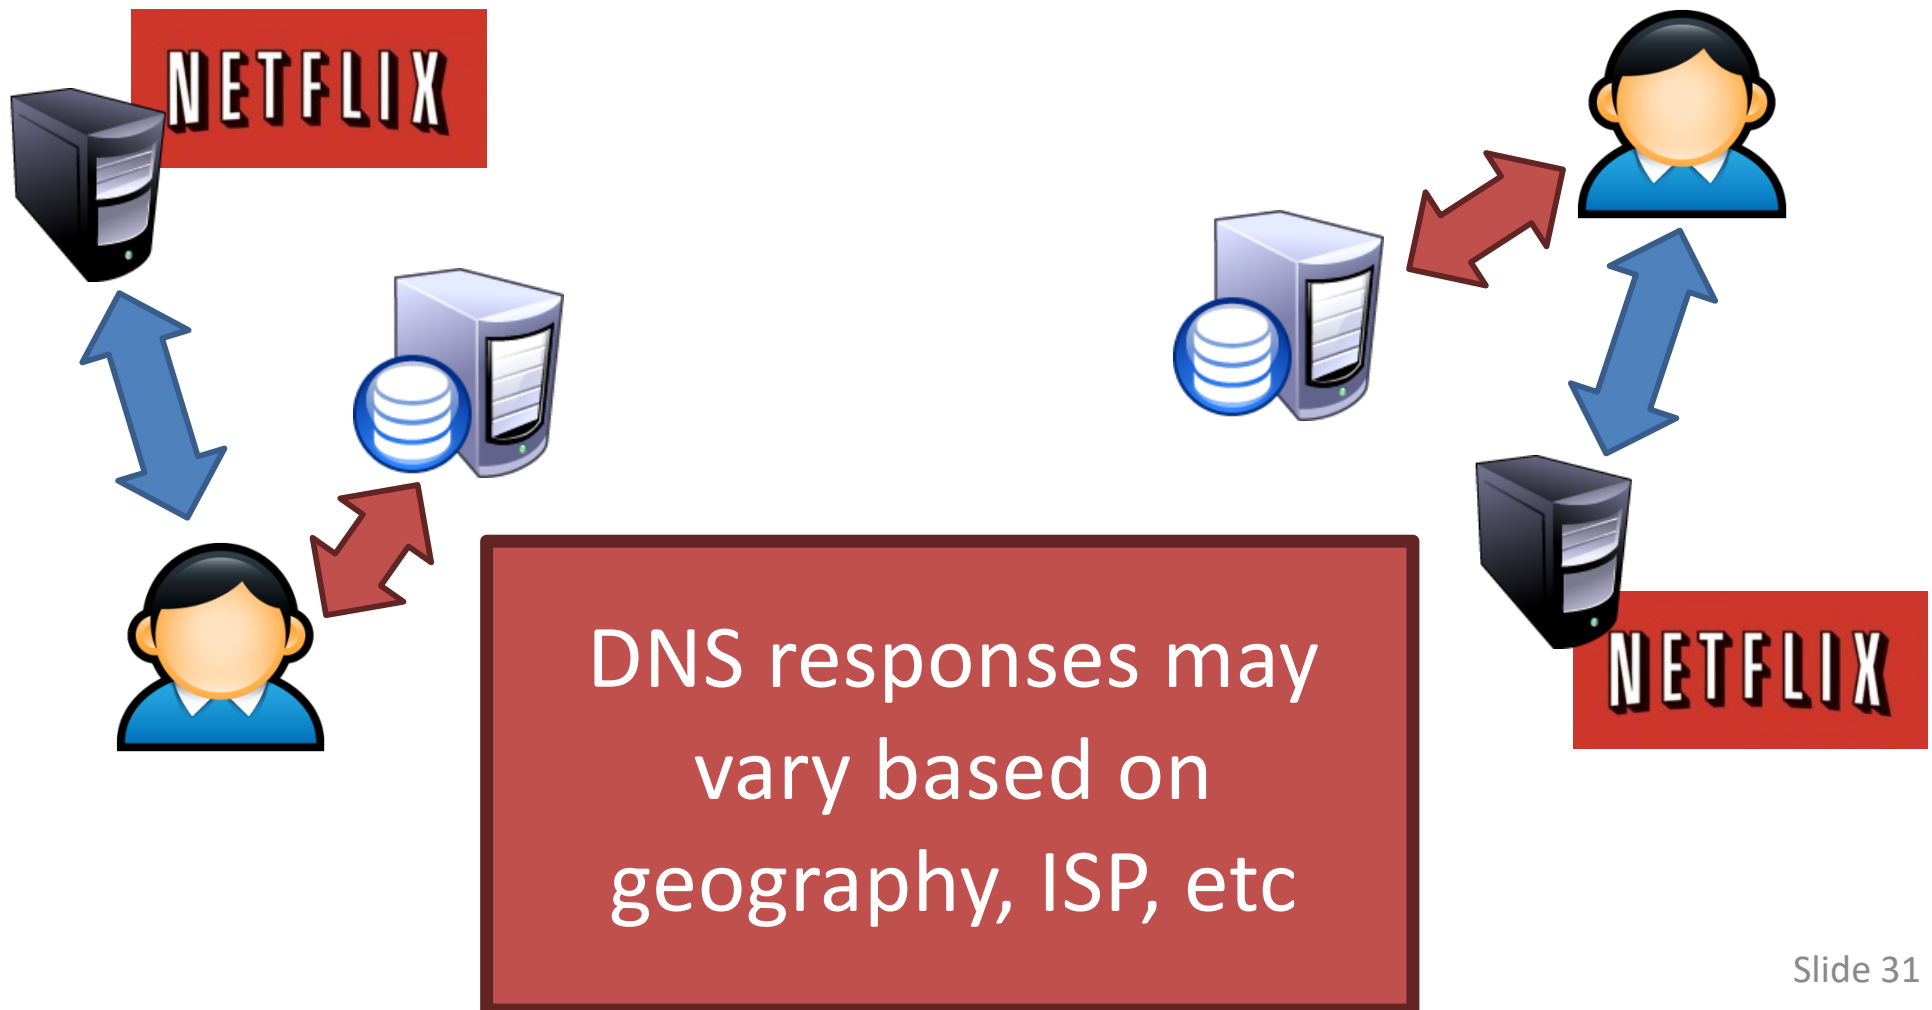 NETFLIX
DNS responses may
vary based on
geography, ISP, etc
NETFLIX
Slide 31